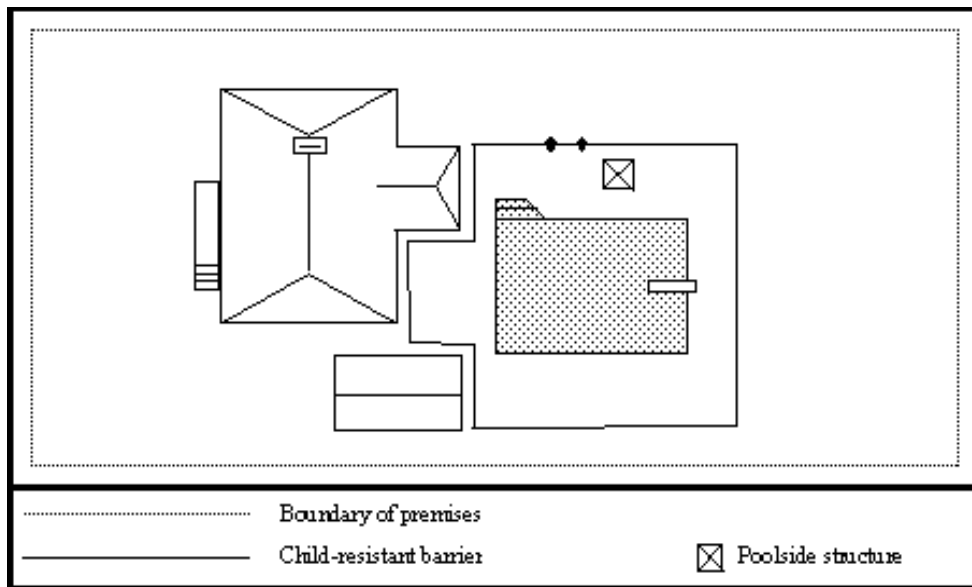 Boundary of premises
Child-resistant barrier
Poolside structure